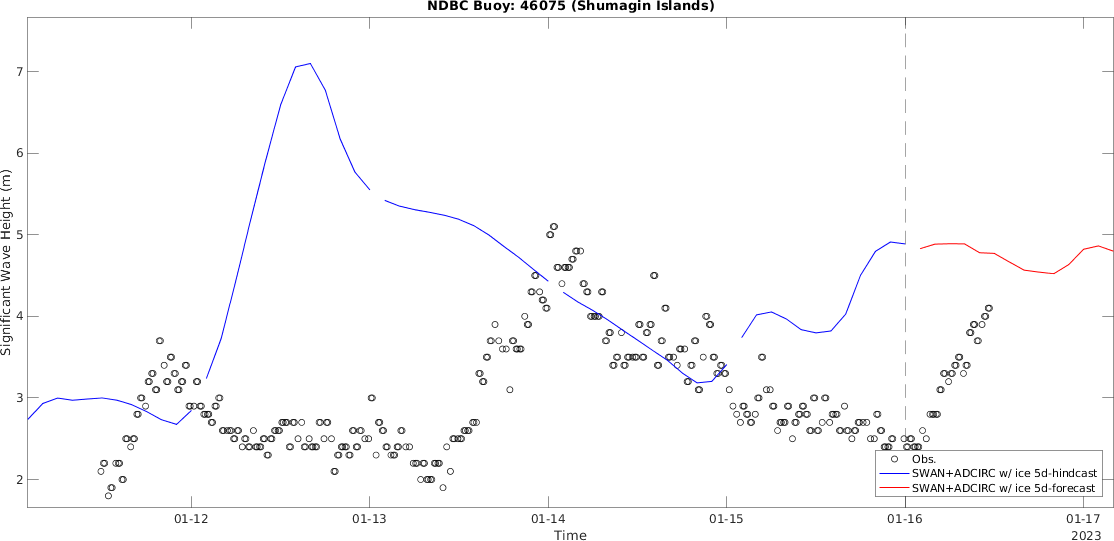 NDBC Buoy: 46075 (Shumagin Islands)
Significant Wave Height (m)
7
6
5
4
3
2
Obs.
SWAN+ADCIRC w/ ice 5d-hindcast
SWAN+ADCIRC w/ ice 5d-forecast
01-12
01-13
01-14
01-15
01-16
01-17
Time
2023